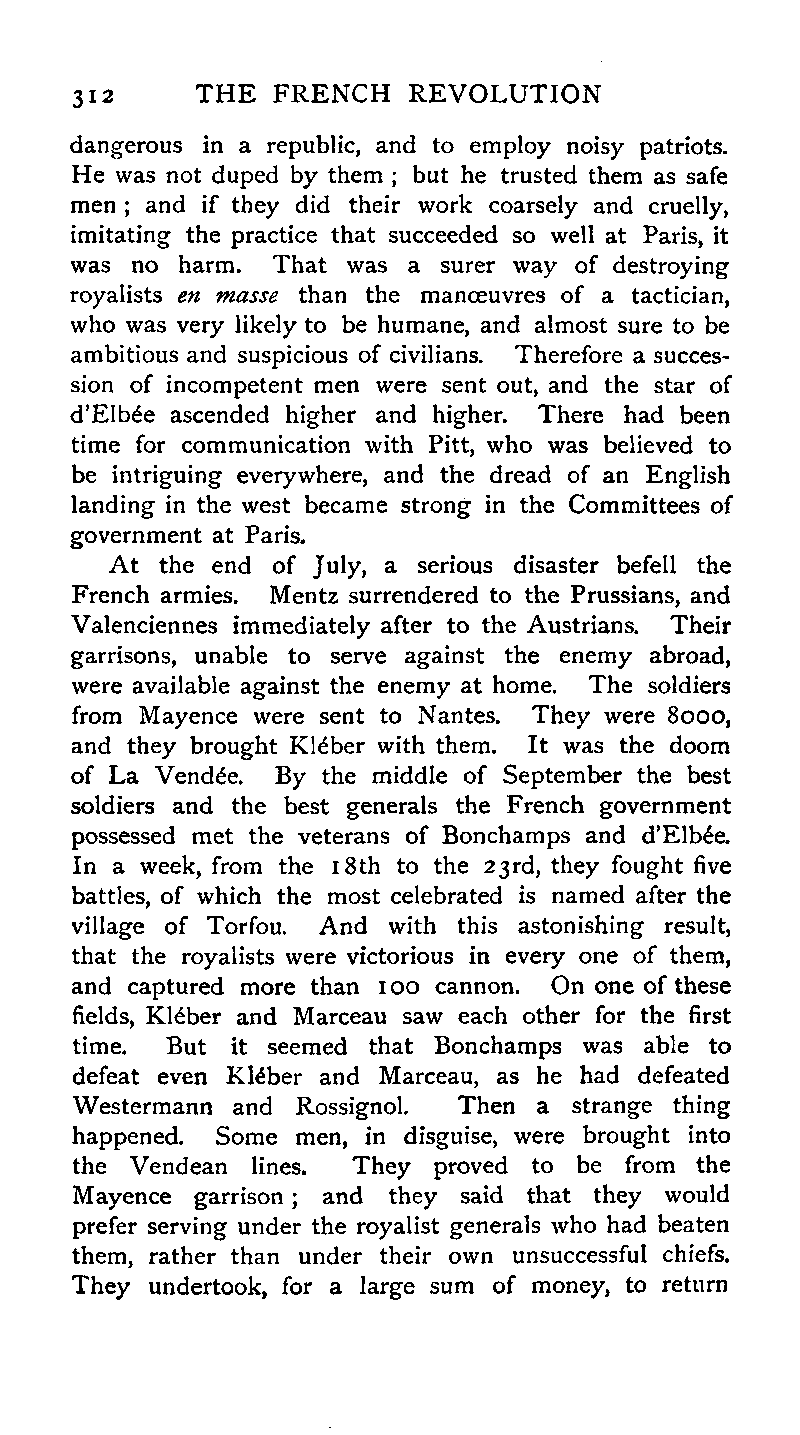 312 THE FRENCH REVOLUTION
dangerous in a republic, and to employ noisy patriots.
He was not duped by them ; but he trusted them as safe
men ; and if they did their work coarsely and cruelly,
imitating the practice that succeeded so well at Paris, it
was no harm. That was a surer way of destroying
royalists en masse than the manœuvres of a tactician,
who was very likely to be humane, and almost sure to be
ambitious and suspicious of civilians. Therefore a succes-
sion of incompetent men were sent out, and the star of
d'Elbée ascended higher and higher. There had been
time for communication with Pitt, who was believed to
be intriguing everywhere, and the dread of an English
landing in the west became strong in the Committees of
government at Paris.
At the end of July, a serious disaster befell the
French armies. Mentz surrendered to the Prussians, and
Valenciennes immediately after to the Austrians. Their
garrisons, unable to serve against the enemy abroad,
were available against the enemy at home. The soldiers
from Mayence were sent to Nantes. They were 8000,
and they brought Kléber with them. It was the doom
of La Vendée. By the middle of September the best
soldiers and the best generals the French government
possessed met the veterans of Bonchamps and d'Elbée.
In a week, from the 18th to the 23rd, they fought five
battles, of which the most celebrated is named after the
village of Torfou. And with this astonishing result,
that the royalists were victorious in every one of them,
and captured more than 100 cannon. On one of these
fields, Kléber and Marceau saw each other for the first
time. But it seemed that Bonchamps was able to
defeat even Kléber and Marceau, as he had defeated
Westermann and Rossignol. Then a strange thing
happened. Some men, in disguise, were brought into
the Vendean lines. They proved to be from the
Mayence garrison ; and they said that they would
prefer serving under the royalist generals who had beaten
them, rather than under their own unsuccessful chiefs.
They undertook, for a large sum of money, to return